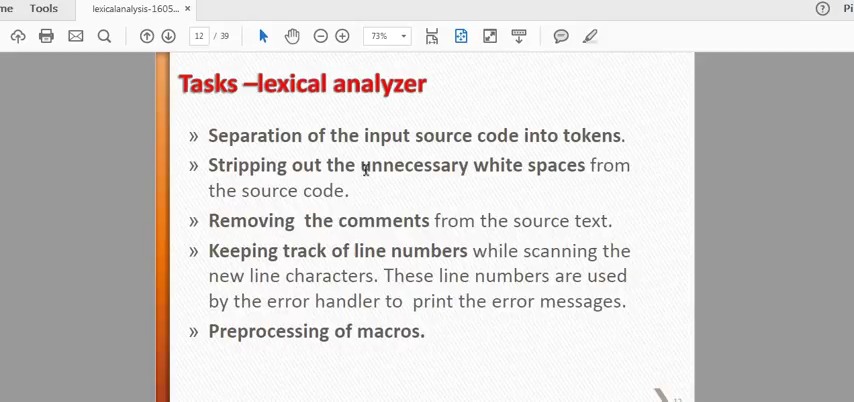 me Tools lexicalanalysis-1605... × Pi
12 / 39 73%
Tasks –lexical analyzer
» Separation of the input source code into tokens.
» Stripping out the unnecessary white spaces from
the source code.
» Removing the comments from the source text.
» Keeping track of line numbers while scanning the
new line characters. These line numbers are used
by the error handler to print the error messages.
» Preprocessing of macros.